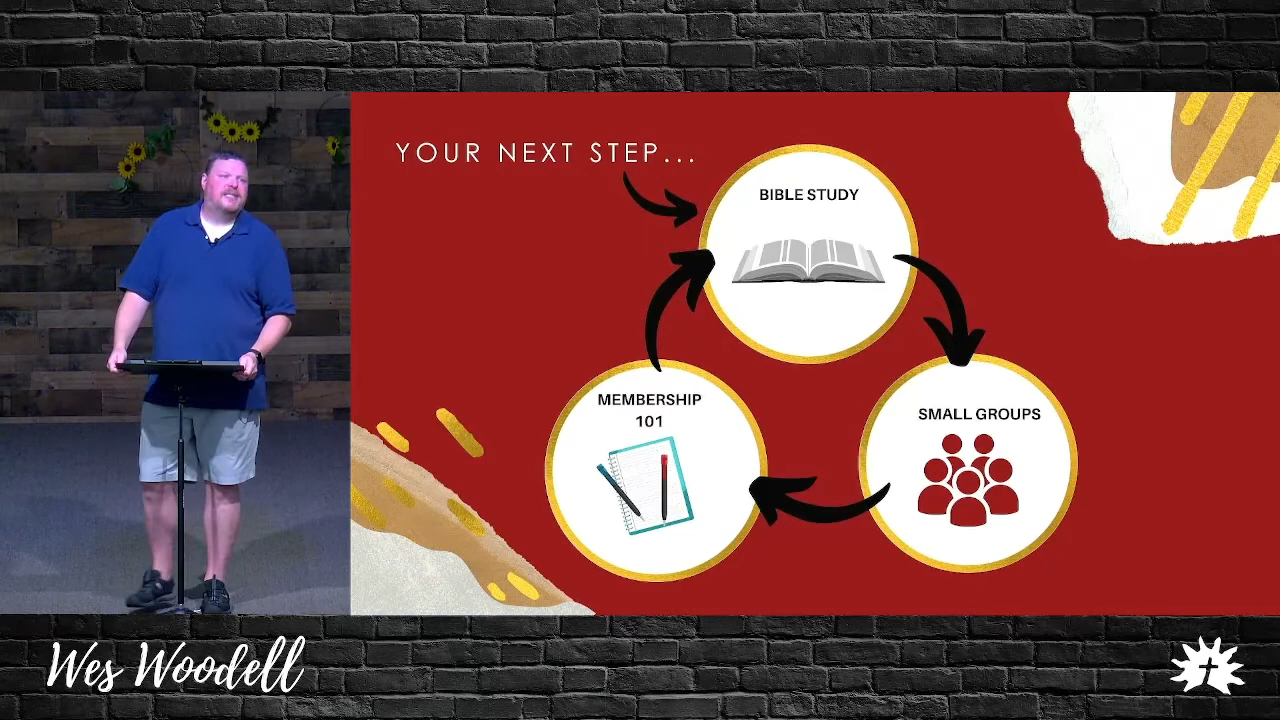 YOUR NEXT STEP...
BIBLE STUDY
MEMBERSHIP
101
SMALL GROUPS
Wes Woodell